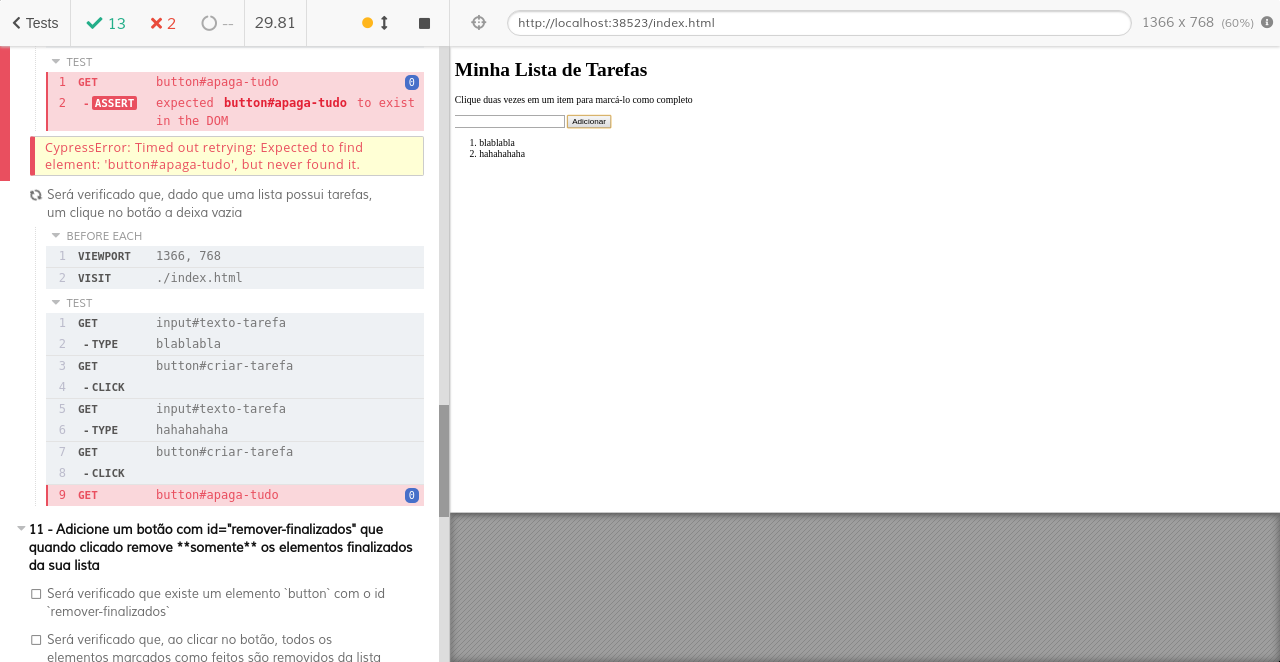 Tests
13
2
--
29.81
http://localhost:38523/index.html
1366 x 768 (60%)
TEST
1 GET button#apaga-tudo 0
2 - ASSERT expected button#apaga-tudo to exist
in the DOM
CypressError: Timed out retrying: Expected to find
element: 'button#apaga-tudo', but never found it.
Será verificado que, dado que uma lista possui tarefas,
um clique no botão a deixa vazia
BEFORE EACH
1 VIEWPORT 1366, 768
2 VISIT ./index.html
TEST
1 GET input#texto-tarefa
2 - TYPE blablabla
3 GET button#criar-tarefa
4 - CLICK
5 GET input#texto-tarefa
6 - TYPE hahahahaha
7 GET button#criar-tarefa
8 - CLICK
9 GET button#apaga-tudo 0
11 - Adicione um botão com id="remover-finalizados" que
quando clicado remove **somente** os elementos finalizados
da sua lista
Será verificado que existe um elemento `button` com o id
`remover-finalizados`
Será verificado que, ao clicar no botão, todos os
elementos marcados como feitos são removidos da lista
Minha Lista de Tarefas
Clique duas vezes em um item para marcá-lo como completo
Adicionar
1. blablabla
2. hahahahaha